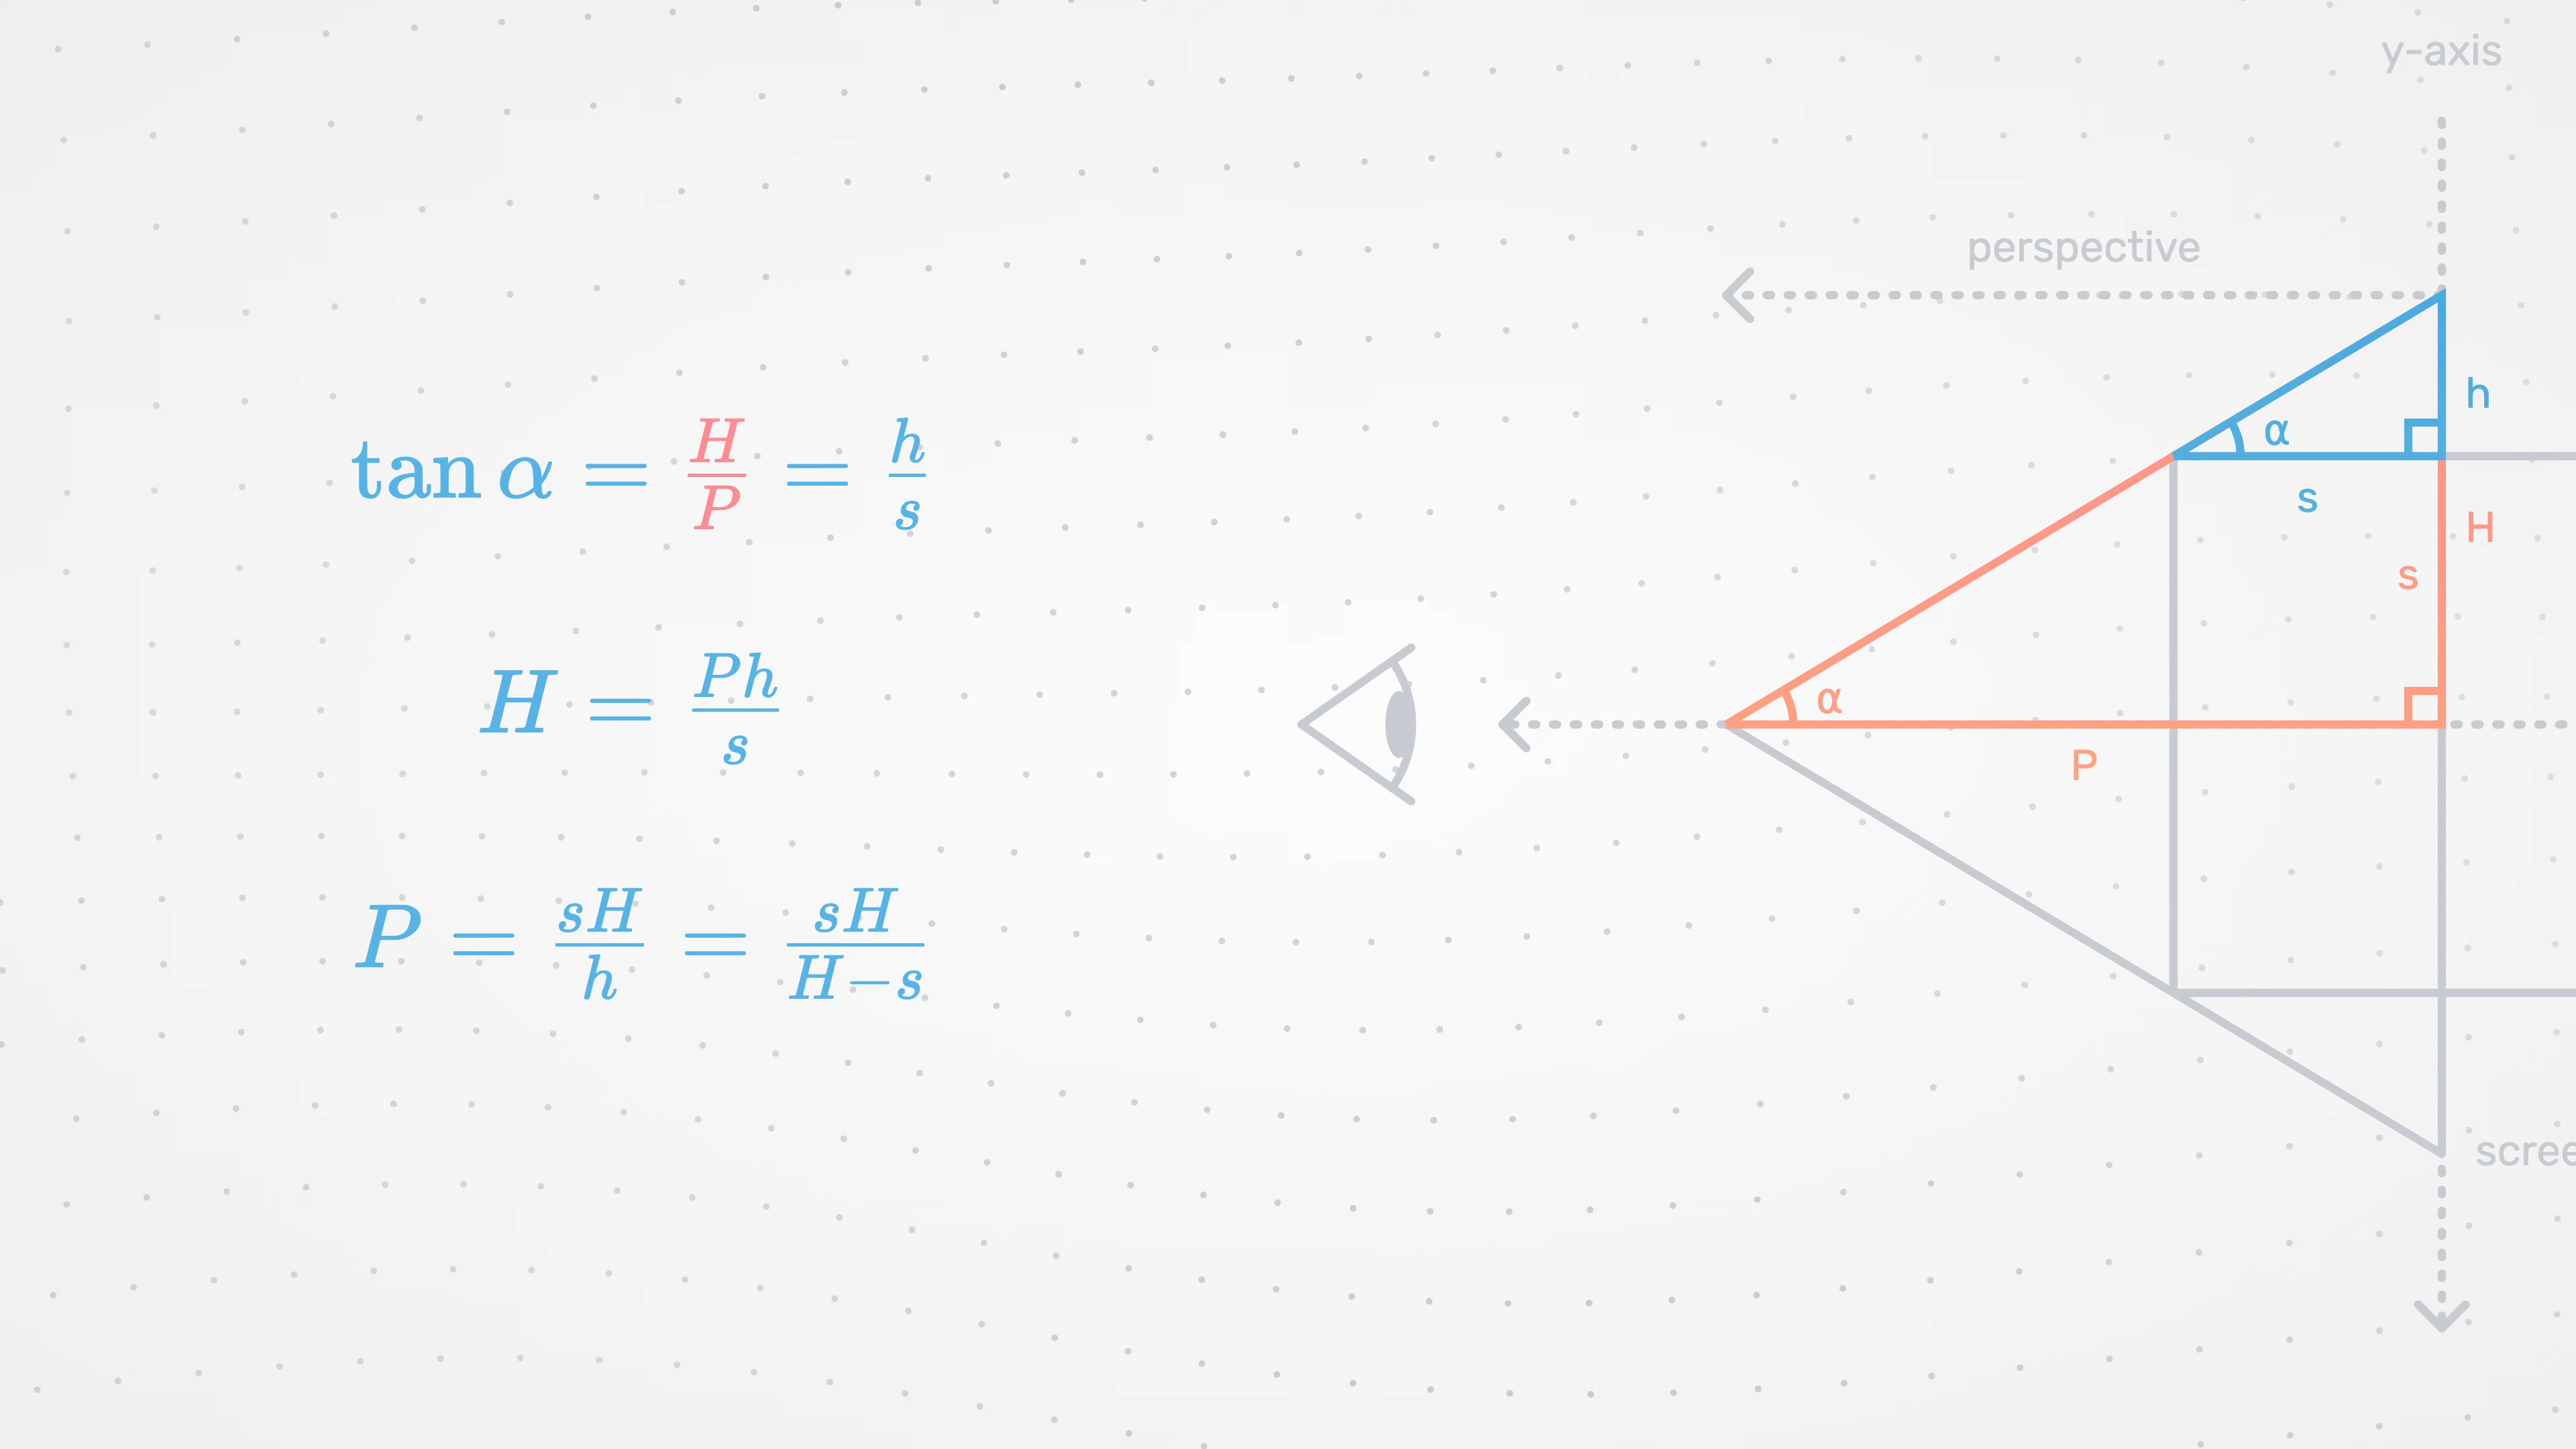 y-axis
perspective
h
α
s
H
s
α
P
tan α = H/P = h/s
H = Ph/s
P = sH/h = sH/H−s
scree